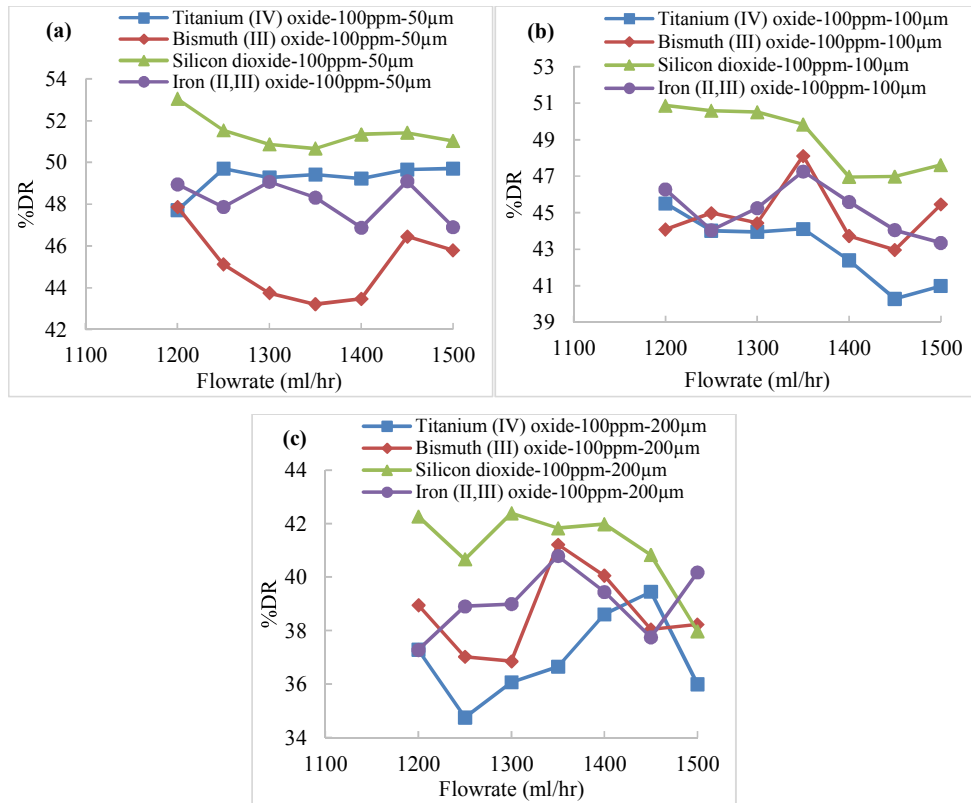 (a)
Titanium (IV) oxide-100ppm-50µm
Bismuth (III) oxide-100ppm-50µm
Silicon dioxide-100ppm-50µm
Iron (II,III) oxide-100ppm-50µm
54
52
50
48
46
44
42
%DR
1100 1200 1300 1400 1500
Flowrate (ml/hr)
(b)
Titanium (IV) oxide-100ppm-100µm
Bismuth (III) oxide-100ppm-100µm
Silicon dioxide-100ppm-100µm
Iron (II,III) oxide-100ppm-100µm
53
51
49
47
45
43
41
39
%DR
1100 1200 1300 1400 1500
Flowrate (ml/hr)
(c)
Titanium (IV) oxide-100ppm-200µm
Bismuth (III) oxide-100ppm-200µm
Silicon dioxide-100ppm-200µm
Iron (II,III) oxide-100ppm-200µm
44
42
40
38
36
34
%DR
1100 1200 1300 1400 1500
Flowrate (ml/hr)